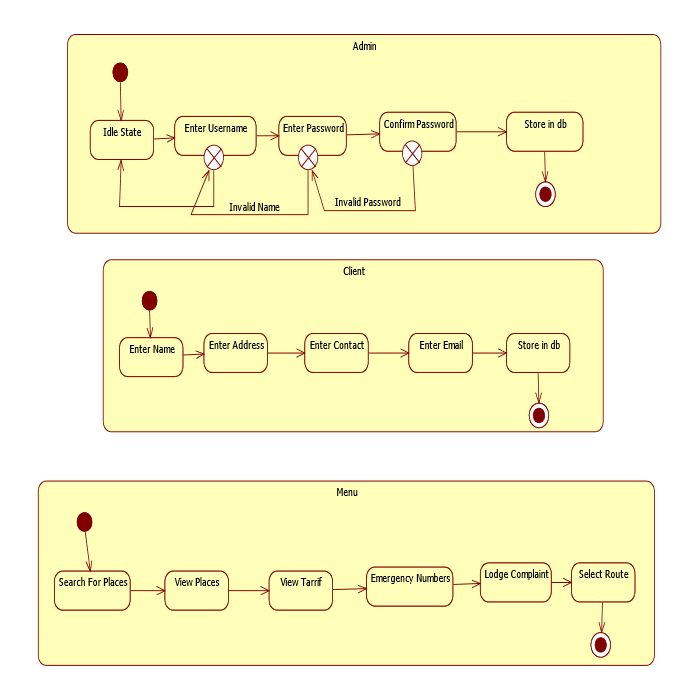 Admin
Idle State
Enter Username
Enter Password
Confirm Password
Store in db
Invalid Name
Invalid Password
Client
Enter Name
Enter Address
Enter Contact
Enter Email
Store in db
Menu
Search For Places
View Places
View Tarrif
Emergency Numbers
Lodge Complaint
Select Route